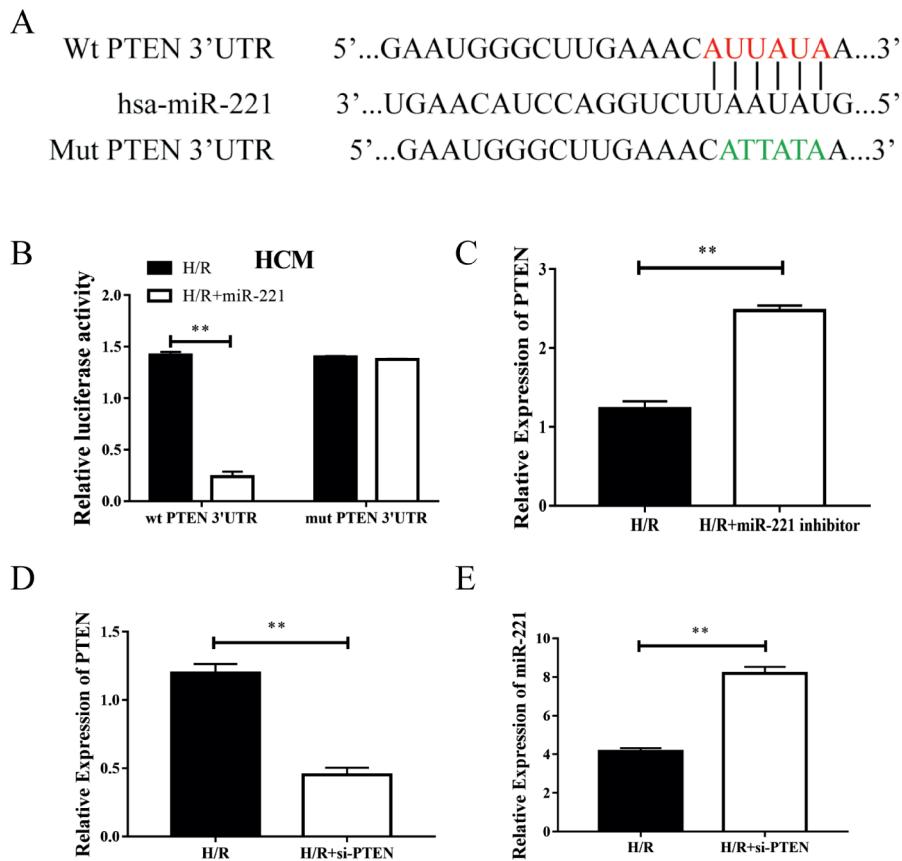 A
Wt PTEN 3’UTR 5’...GAAUGGGCUUGAAACAUUAUAA...3’
hsa-miR-221 3’...UGAACAUCCAGGUCUUAAUAUG...5’
Mut PTEN 3’UTR 5’...GAAUGGGCUUGAAACATTATAA...3’
B
HCM
H/R
H/R+miR-221
Relative luciferase activity
2.0
1.5
1.0
0.5
0.0
**
wt PTEN 3'UTR
mut PTEN 3'UTR
C
Relative Expression of PTEN
3
2
1
0
**
H/R
H/R+miR-221 inhibitor
D
Relative Expression of PTEN
1.5
1.0
0.5
0.0
**
H/R
H/R+si-PTEN
E
Relative Expression of miR-221
10
8
6
4
2
0
**
H/R
H/R+si-PTEN